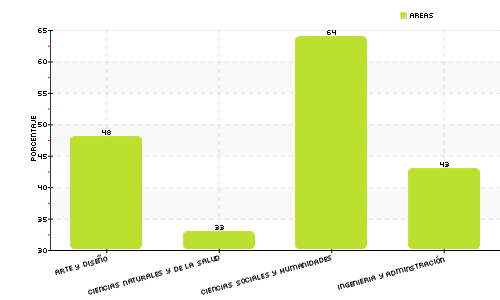 AREAS
65
60
55
50
45
40
35
30
PORCENTAJE
48
33
64
43
ARTE Y DISEÑO
CIENCIAS NATURALES Y DE LA SALUD
CIENCIAS SOCIALES Y HUMANIDADES
INGENIERIA Y ADMINSTRACIÓN